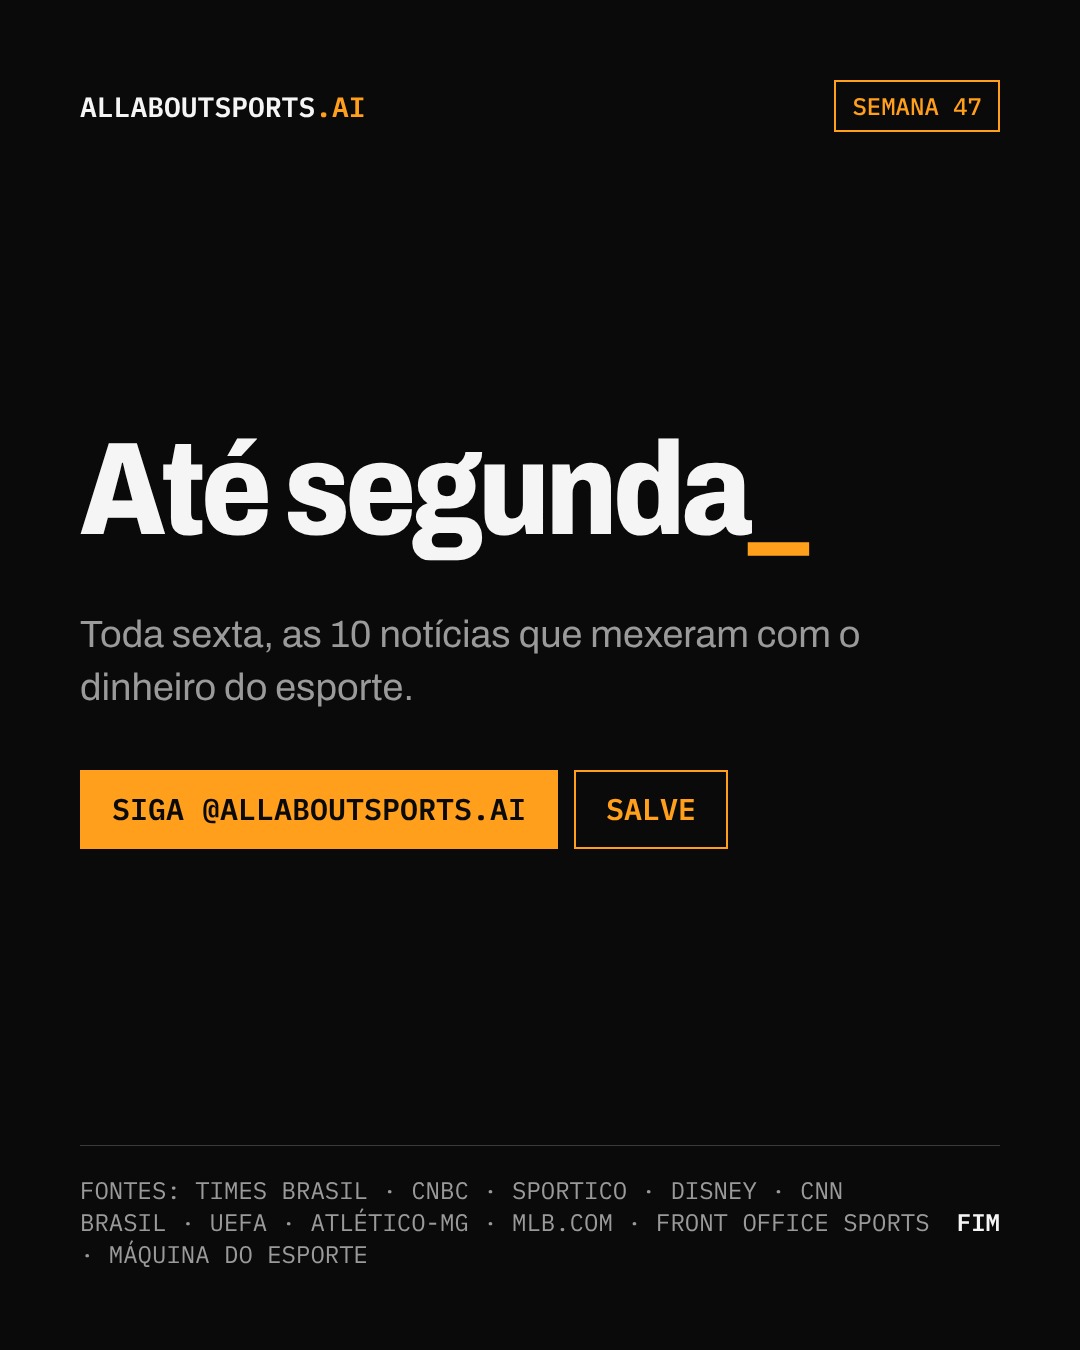 ALLABOUTSPORTS.AI
SEMANA 47
Até segunda_
Toda sexta, as 10 notícias que mexeram com o
dinheiro do esporte.
SIGA @ALLABOUTSPORTS.AI
SALVE
FONTES: TIMES BRASIL · CNBC · SPORTICO · DISNEY · CNN
BRASIL · UEFA · ATLÉTICO-MG · MLB.COM · FRONT OFFICE SPORTS
· MÁQUINA DO ESPORTE
FIM